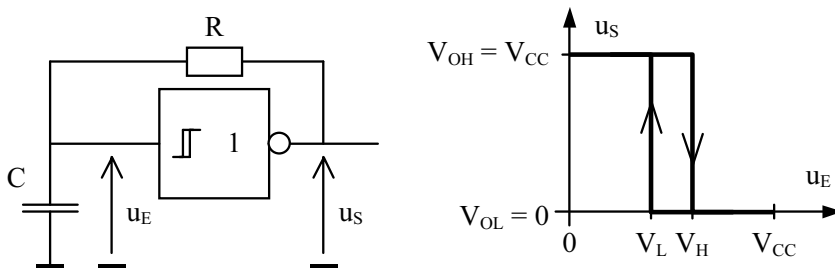 R
1
C
u_E
u_S
u_S
V_OH = V_CC
u_E
V_OL = 0
0
V_L
V_H
V_CC